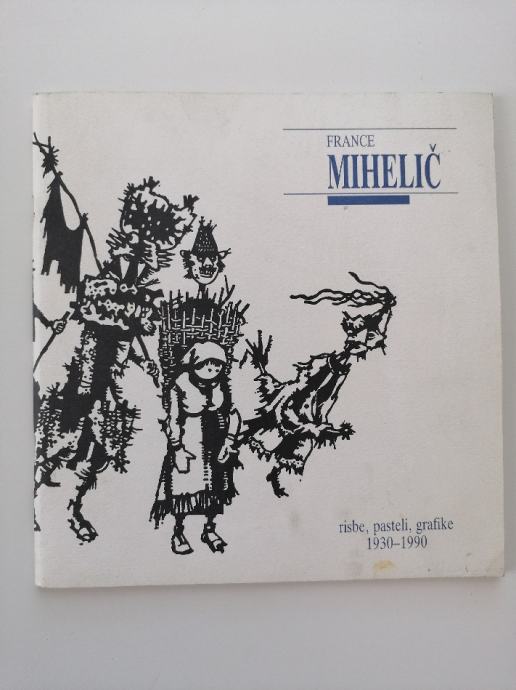 FRANCE
MIHELIČ
risbe, pasteli, grafike
1930–1990